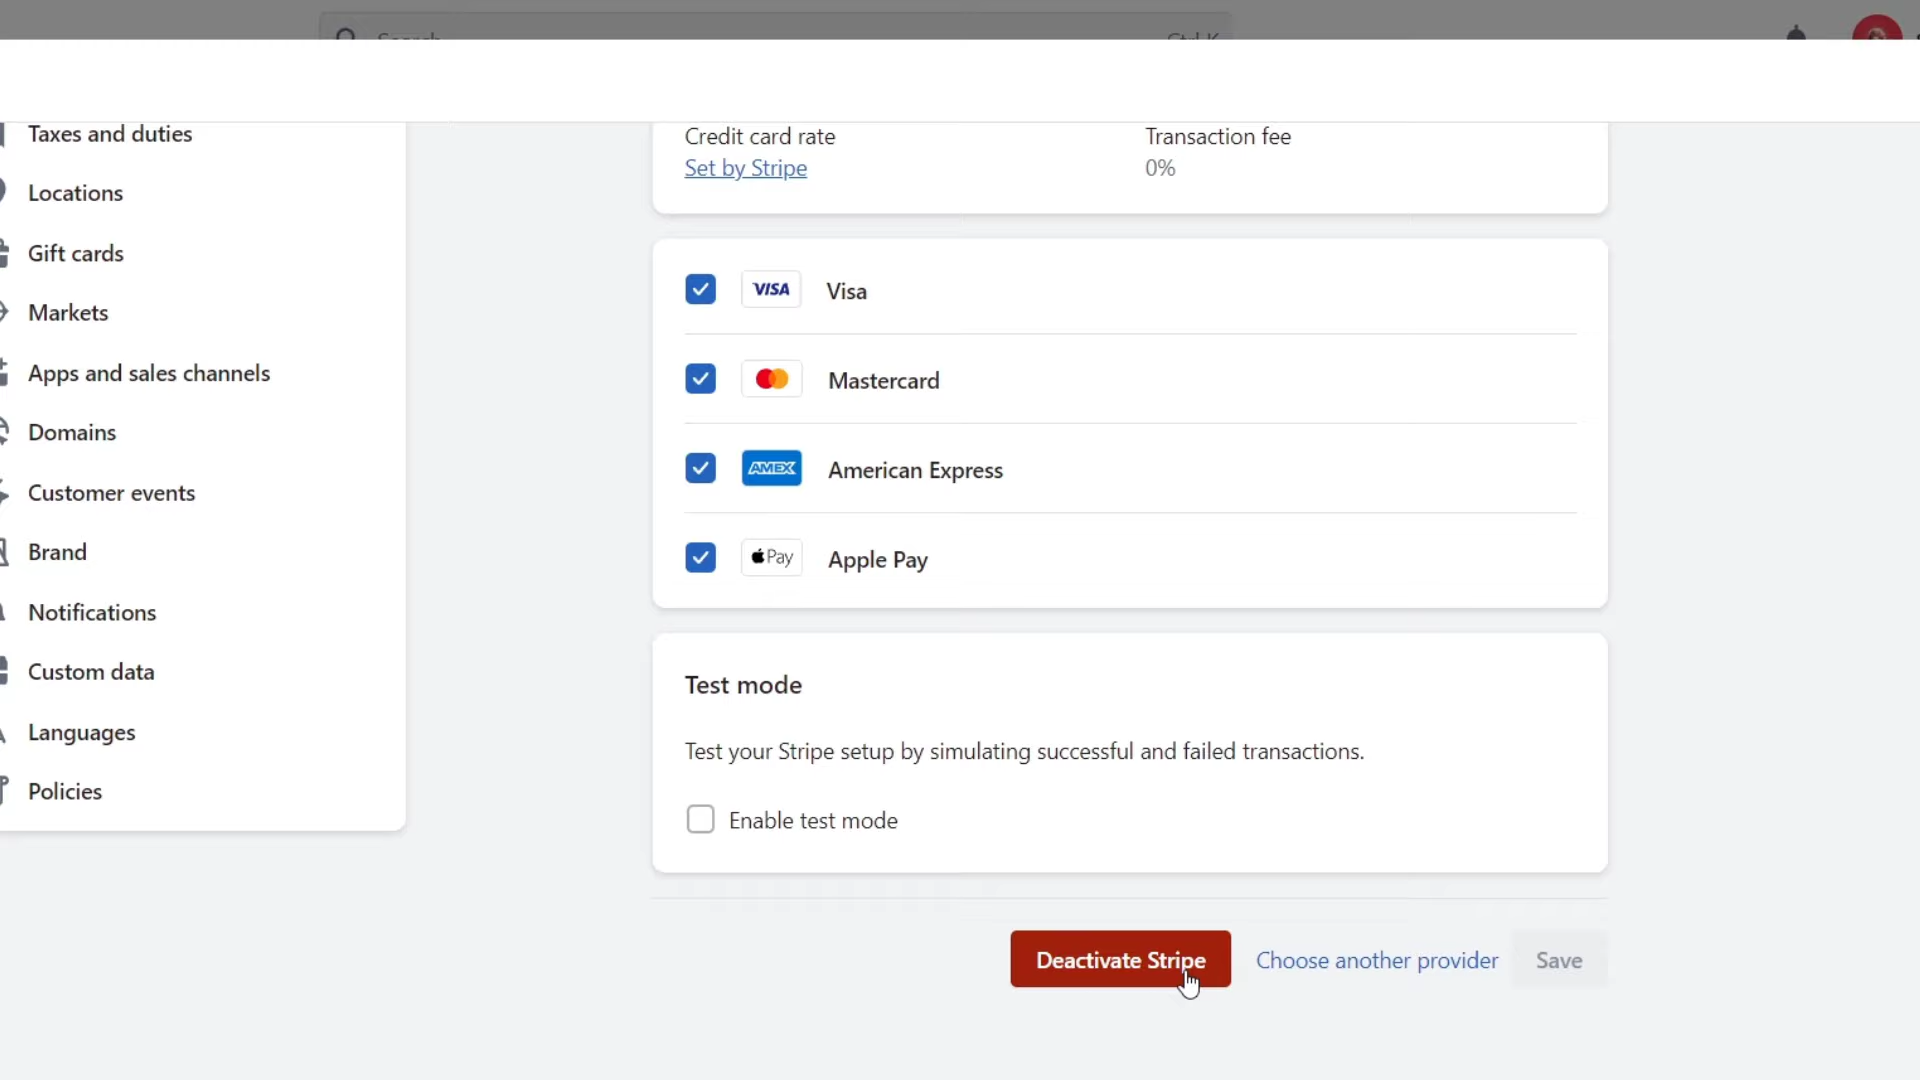 Search
Ctrl K
Taxes and duties
Locations
Gift cards
Markets
Apps and sales channels
Domains
Customer events
Brand
Notifications
Custom data
Languages
Policies
Credit card rate
Set by Stripe
Transaction fee
0%
VISA Visa
Mastercard
AMEX American Express
Pay Apple Pay
Test mode
Test your Stripe setup by simulating successful and failed transactions.
Enable test mode
Deactivate Stripe
Choose another provider
Save